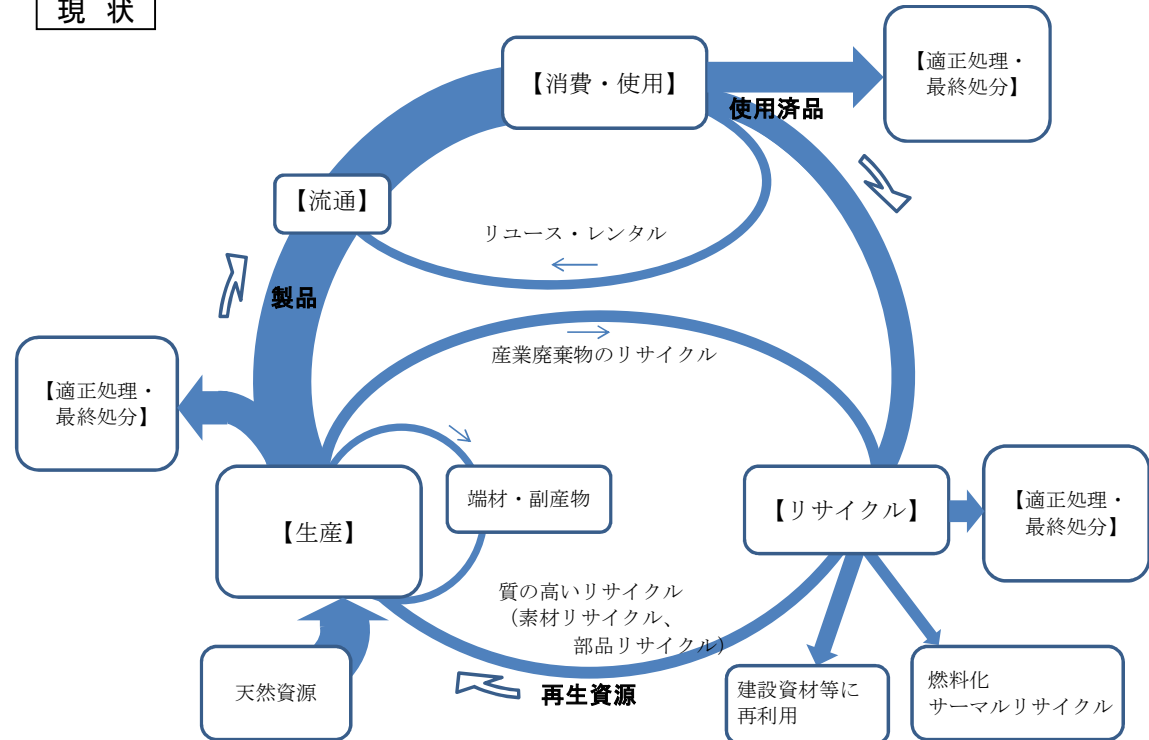 現 状
【消費・使用】
【適正処理・
最終処分】
使用済品
【流通】
リユース・レンタル
製品
産業廃棄物のリサイクル
【適正処理・
最終処分】
端材・副産物
【生産】
【リサイクル】
【適正処理・
最終処分】
質の高いリサイクル
（素材リサイクル、
部品リサイクル）
天然資源
再生資源
建設資材等に
再利用
燃料化
サーマルリサイクル